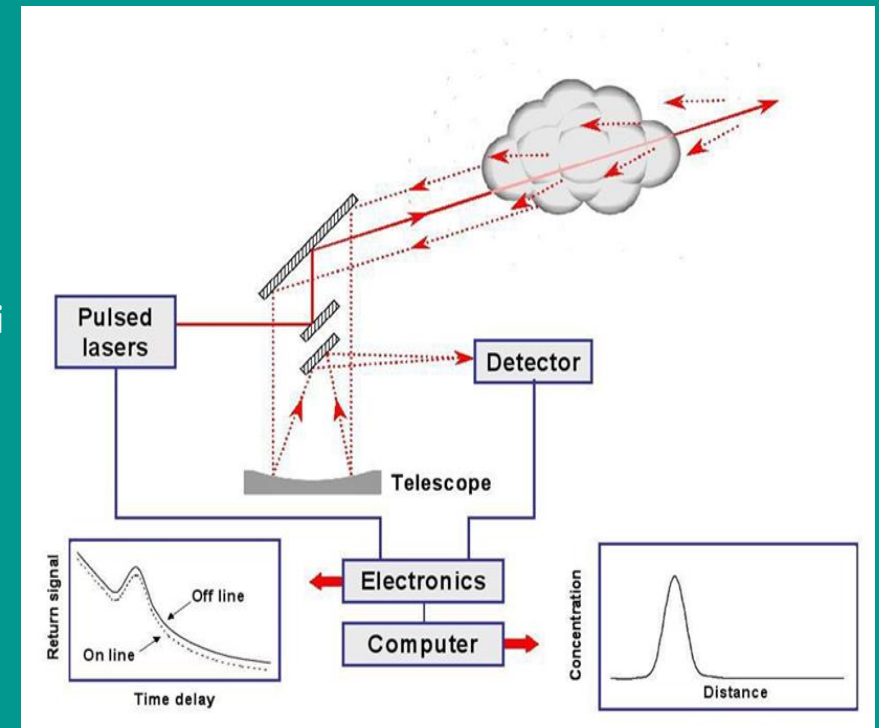 i
Pulsed
lasers
Detector
Telescope
Return signal
Off line
On line
Time delay
Electronics
Computer
Concentration
Distance